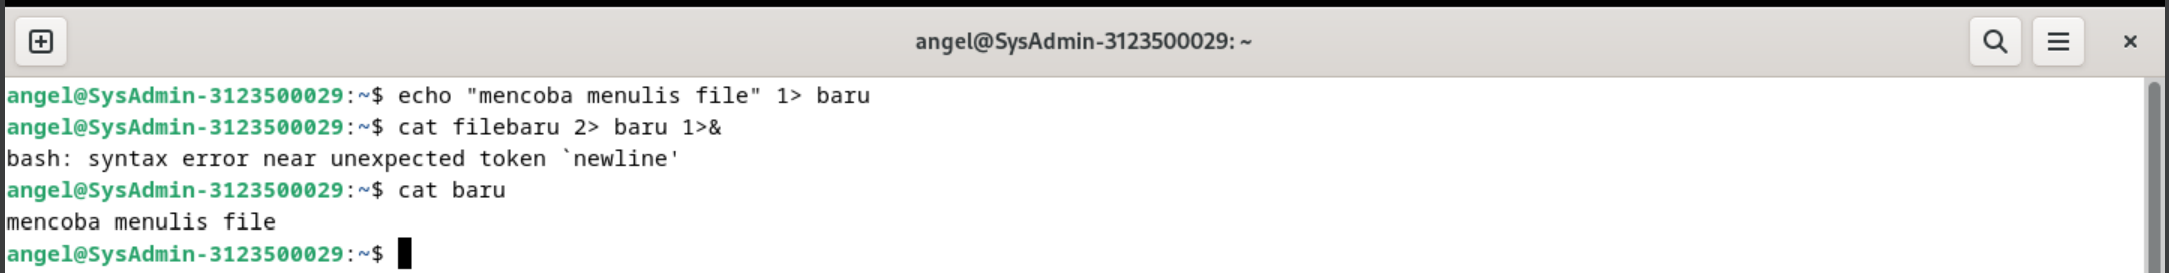 angel@SysAdmin-3123500029: ~
angel@SysAdmin-3123500029:~$ echo "mencoba menulis file" 1> baru
angel@SysAdmin-3123500029:~$ cat filebaru 2> baru 1>&
bash: syntax error near unexpected token `newline'
angel@SysAdmin-3123500029:~$ cat baru
mencoba menulis file
angel@SysAdmin-3123500029:~$